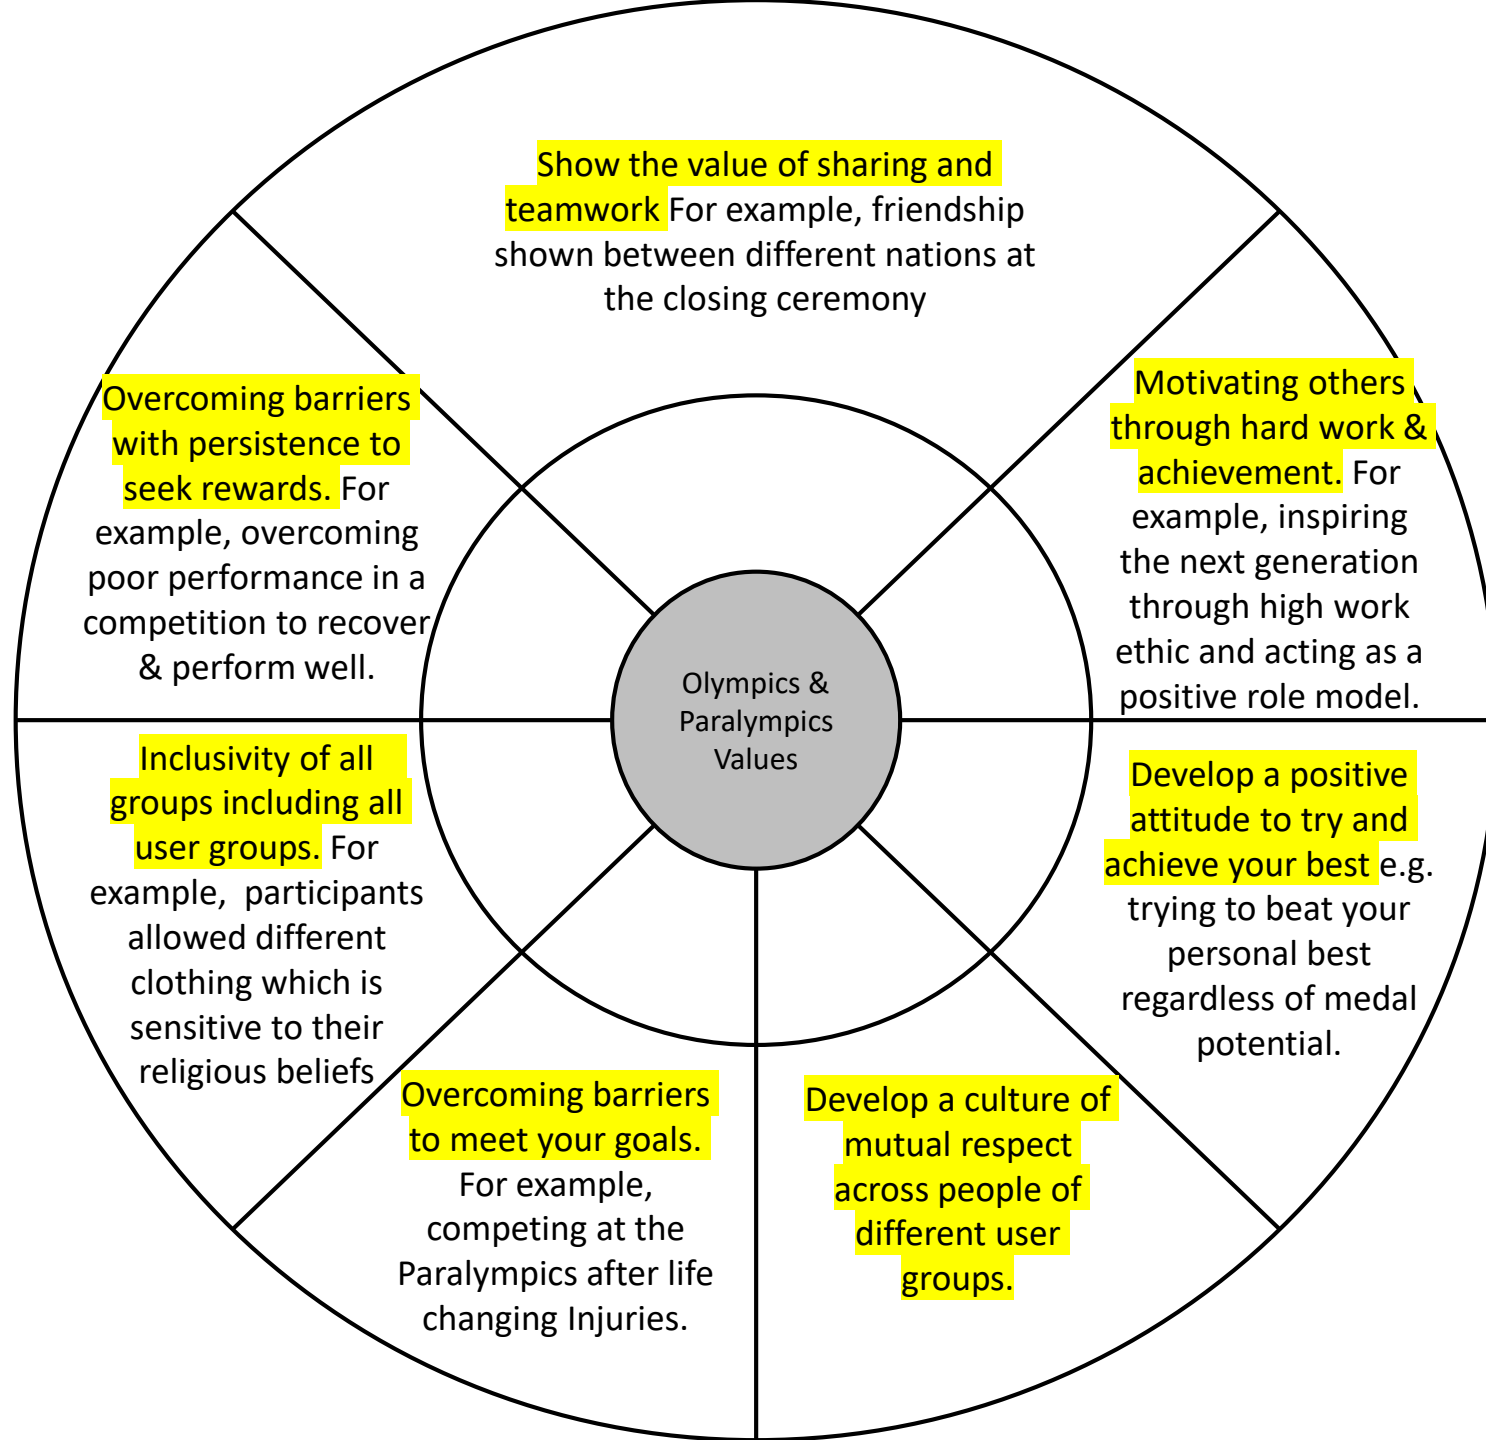 Show the value of sharing and
teamwork For example, friendship
shown between different nations at
the closing ceremony
Motivating others
through hard work &
achievement. For
example, inspiring
the next generation
through high work
ethic and acting as a
positive role model.
Develop a positive
attitude to try and
achieve your best e.g.
trying to beat your
personal best
regardless of medal
potential.
Develop a culture of
mutual respect
across people of
different user
groups.
Overcoming barriers
to meet your goals.
For example,
competing at the
Paralympics after life
changing Injuries.
Inclusivity of all
groups including all
user groups. For
example,  participants
allowed different
clothing which is
sensitive to their
religious beliefs
Overcoming barriers
with persistence to
seek rewards. For
example, overcoming
poor performance in a
competition to recover
& perform well.
Olympics &
Paralympics
Values